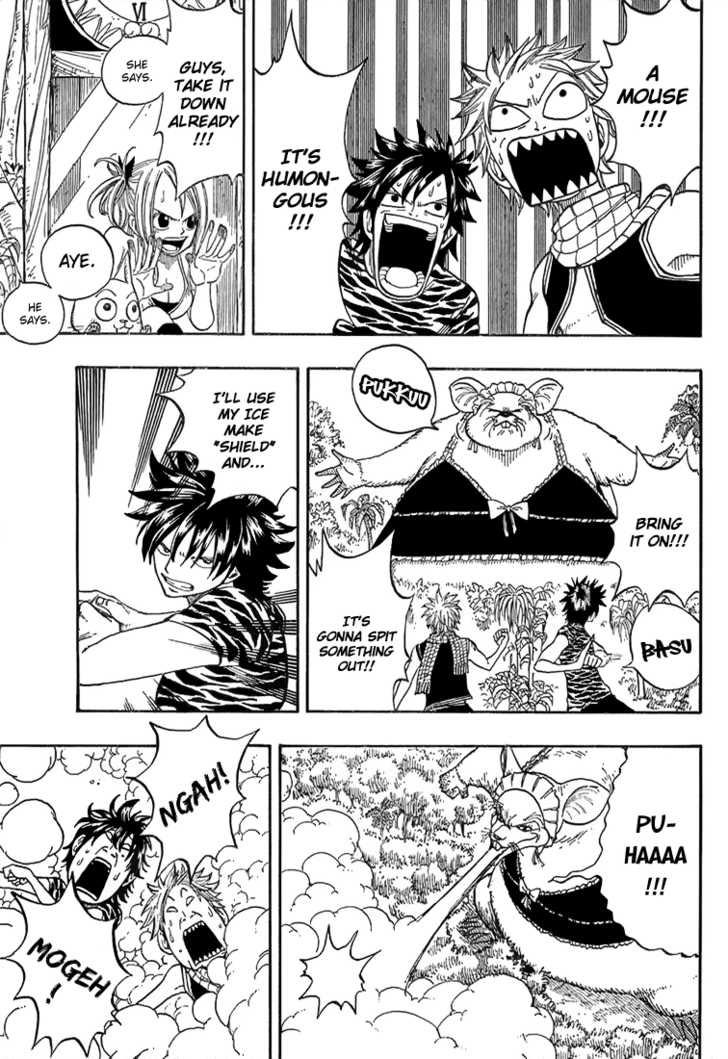 A
MOUSE
!!!
IT'S
HUMON-
GOUS
!!!
VI
GUYS,
TAKE IT
DOWN
ALREADY
!!!
SHE
SAYS.
AYE.
HE
SAYS.
PUKKUU
BRING
IT ON!!!
BASU
IT'S
GONNA SPIT
SOMETHING
OUT!!
I'LL USE
MY ICE
MAKE
"SHIELD"
AND...
PU-
HAAAA
!!!
NGAH!
MOGEH
!